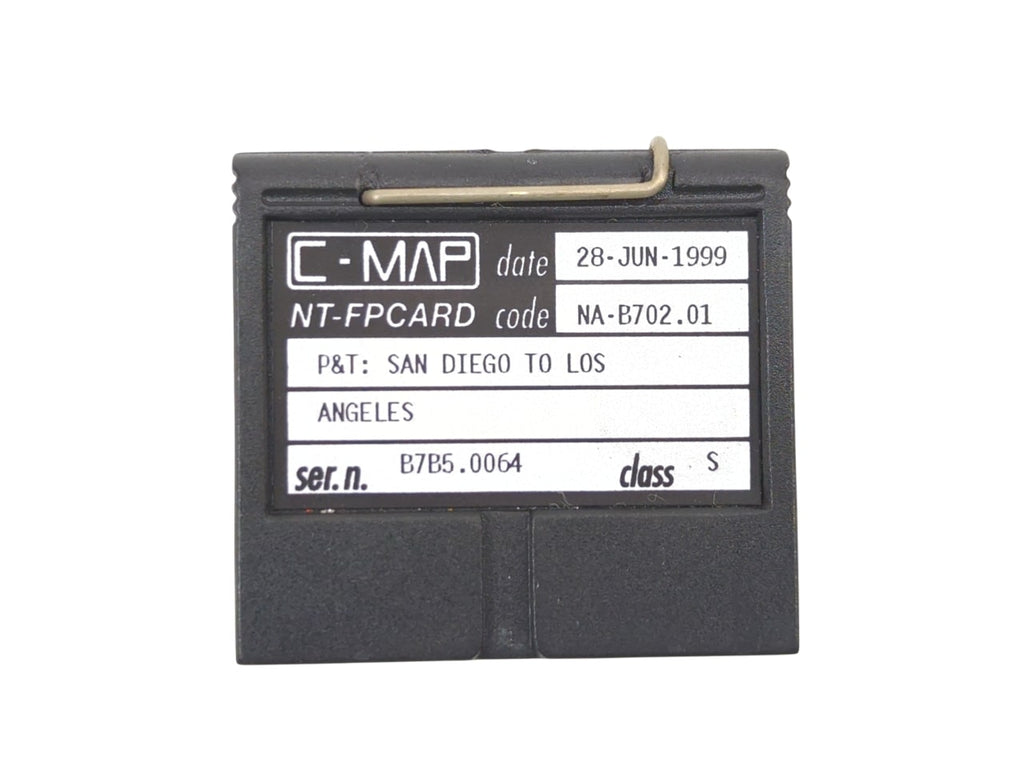 C-MAP date 28-JUN-1999
NT-FPCARD code NA-B702.01
P&T: SAN DIEGO TO LOS
ANGELES
ser. n. B7B5.0064 class S